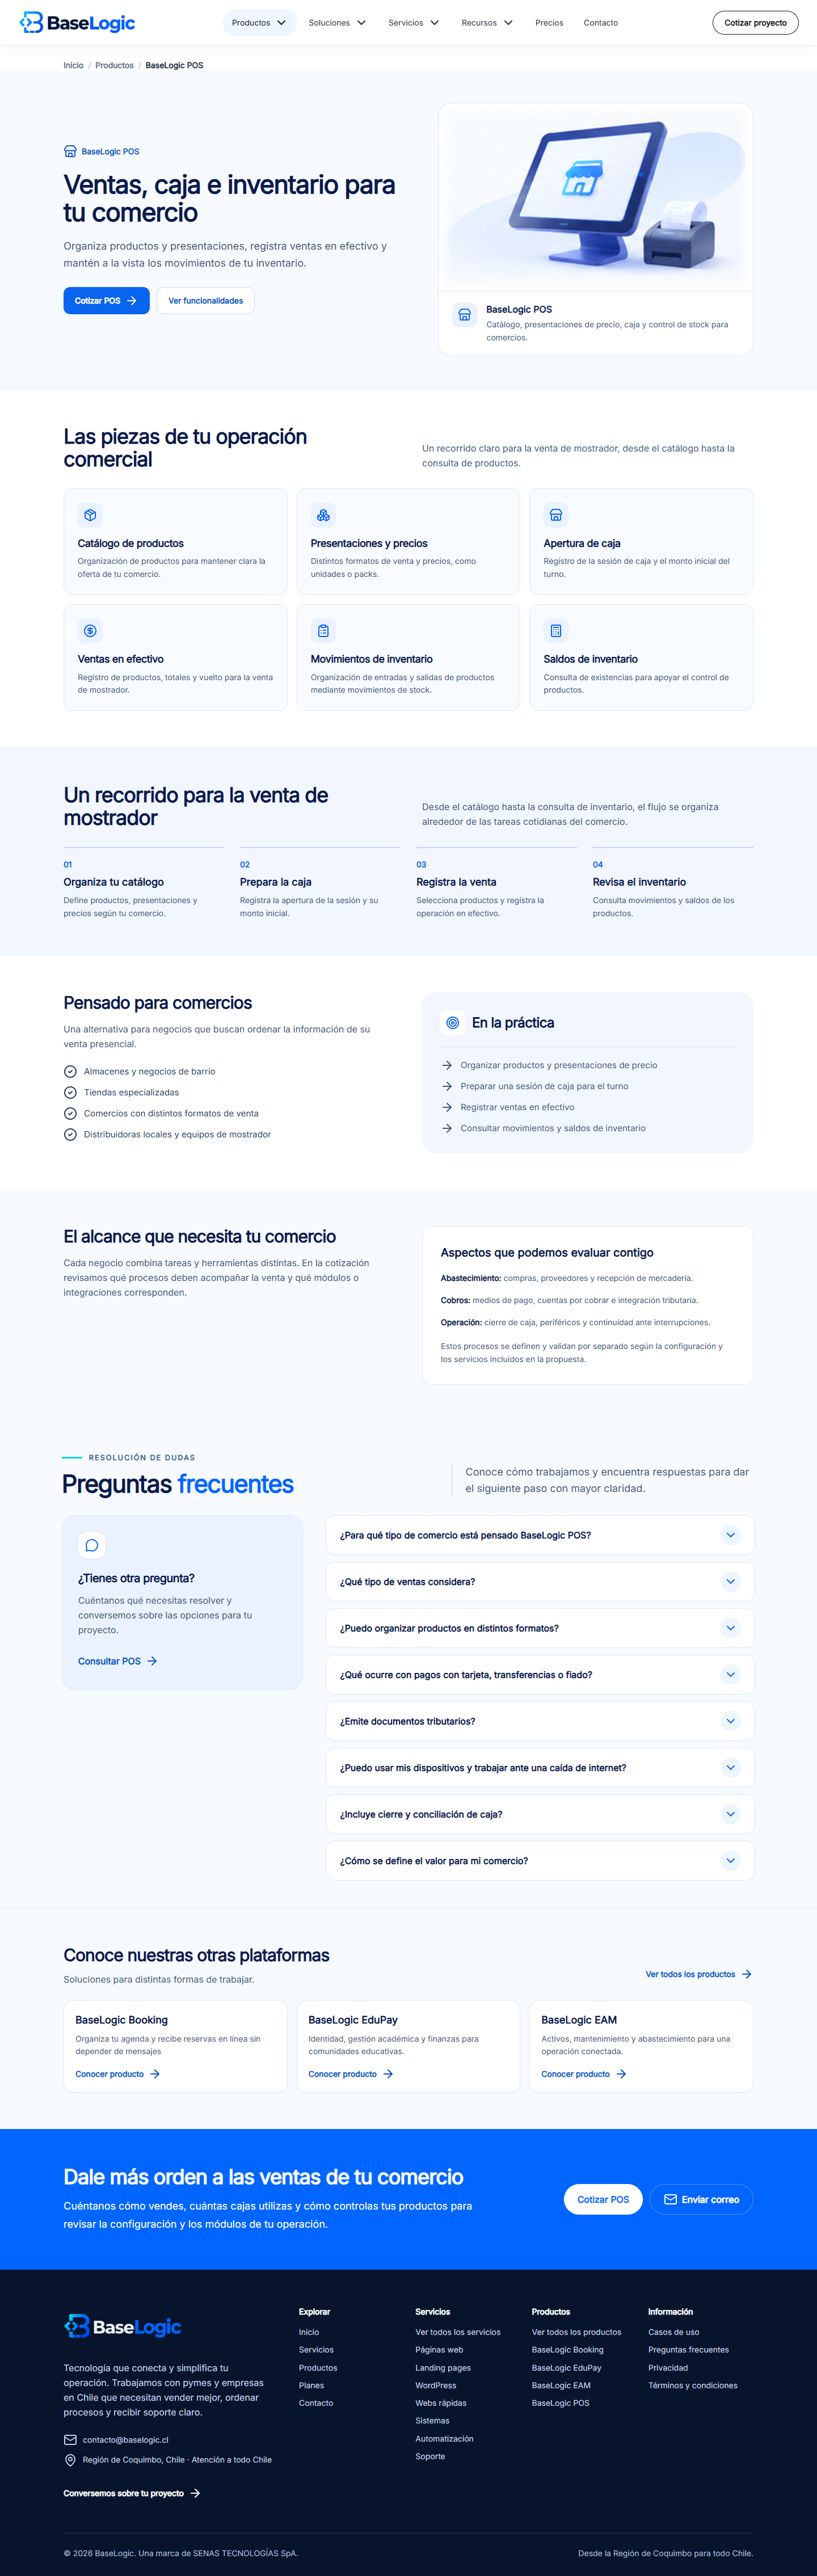 BaseLogic
Productos
Soluciones
Servicios
Recursos
Precios
Contacto
Cotizar proyecto
Inicio / Productos / BaseLogic POS
BaseLogic POS
Ventas, caja e inventario para
tu comercio
Organiza productos y presentaciones, registra ventas en efectivo y
mantén a la vista los movimientos de tu inventario.
Cotizar POS
Ver funcionalidades
BaseLogic POS
Catálogo, presentaciones de precio, caja y control de stock para
comercios.
Las piezas de tu operación
comercial
Un recorrido claro para la venta de mostrador, desde el catálogo hasta la
consulta de productos.
Catálogo de productos
Organización de productos para mantener clara la
oferta de tu comercio.
Presentaciones y precios
Distintos formatos de venta y precios, como
unidades o packs.
Apertura de caja
Registro de la sesión de caja y el monto inicial del
turno.
Ventas en efectivo
Registro de productos, totales y vuelto para la venta
de mostrador.
Movimientos de inventario
Organización de entradas y salidas de productos
mediante movimientos de stock.
Saldos de inventario
Consulta de existencias para apoyar el control de
productos.
Un recorrido para la venta de
mostrador
Desde el catálogo hasta la consulta de inventario, el flujo se organiza
alrededor de las tareas cotidianas del comercio.
01
Organiza tu catálogo
Define productos, presentaciones y
precios según tu comercio.
02
Prepara la caja
Registra la apertura de la sesión y su
monto inicial.
03
Registra la venta
Selecciona productos y registra la
operación en efectivo.
04
Revisa el inventario
Consulta movimientos y saldos de los
productos.
Pensado para comercios
Una alternativa para negocios que buscan ordenar la información de su
venta presencial.
Almacenes y negocios de barrio
Tiendas especializadas
Comercios con distintos formatos de venta
Distribuidoras locales y equipos de mostrador
En la práctica
Organizar productos y presentaciones de precio
Preparar una sesión de caja para el turno
Registrar ventas en efectivo
Consultar movimientos y saldos de inventario
El alcance que necesita tu comercio
Cada negocio combina tareas y herramientas distintas. En la cotización
revisamos qué procesos deben acompañar la venta y qué módulos o
integraciones corresponden.
Aspectos que podemos evaluar contigo
Abastecimiento: compras, proveedores y recepción de mercadería.
Cobros: medios de pago, cuentas por cobrar e integración tributaria.
Operación: cierre de caja, periféricos y continuidad ante interrupciones.
Estos procesos se definen y validan por separado según la configuración y
los servicios incluidos en la propuesta.
RESOLUCIÓN DE DUDAS
Preguntas frecuentes
Conoce cómo trabajamos y encuentra respuestas para dar
el siguiente paso con mayor claridad.
¿Tienes otra pregunta?
Cuéntanos qué necesitas resolver y
conversemos sobre las opciones para tu
proyecto.
Consultar POS
¿Para qué tipo de comercio está pensado BaseLogic POS?
¿Qué tipo de ventas considera?
¿Puedo organizar productos en distintos formatos?
¿Qué ocurre con pagos con tarjeta, transferencias o fiado?
¿Emite documentos tributarios?
¿Puedo usar mis dispositivos y trabajar ante una caída de internet?
¿Incluye cierre y conciliación de caja?
¿Cómo se define el valor para mi comercio?
Conoce nuestras otras plataformas
Soluciones para distintas formas de trabajar.
Ver todos los productos
BaseLogic Booking
Organiza tu agenda y recibe reservas en línea sin
depender de mensajes
Conocer producto
BaseLogic EduPay
Identidad, gestión académica y finanzas para
comunidades educativas.
Conocer producto
BaseLogic EAM
Activos, mantenimiento y abastecimiento para una
operación conectada.
Conocer producto
Dale más orden a las ventas de tu comercio
Cuéntanos cómo vendes, cuántas cajas utilizas y cómo controlas tus productos para
revisar la configuración y los módulos de tu operación.
Cotizar POS
Enviar correo
BaseLogic
Tecnología que conecta y simplifica tu
operación. Trabajamos con pymes y empresas
en Chile que necesitan vender mejor, ordenar
procesos y recibir soporte claro.
contacto@baselogic.cl
Región de Coquimbo, Chile · Atención a todo Chile
Conversemos sobre tu proyecto
Explorar
Inicio
Servicios
Productos
Planes
Contacto
Servicios
Ver todos los servicios
Páginas web
Landing pages
WordPress
Webs rápidas
Sistemas
Automatización
Soporte
Productos
Ver todos los productos
BaseLogic Booking
BaseLogic EduPay
BaseLogic EAM
BaseLogic POS
Información
Casos de uso
Preguntas frecuentes
Privacidad
Términos y condiciones
© 2026 BaseLogic. Una marca de SENAS TECNOLOGÍAS SpA.
Desde la Región de Coquimbo para todo Chile.